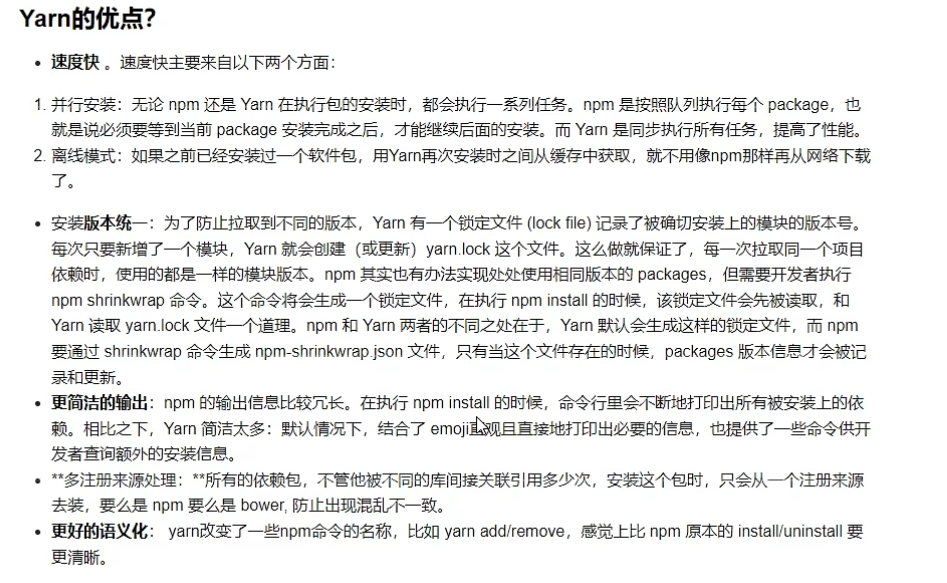 Yarn的优点?
• 速度快 。速度快主要来自以下两个方面：
1. 并行安装：无论 npm 还是 Yarn 在执行包的安装时，都会执行一系列任务。npm 是按照队列执行每个 package，也
就是说必须要等到当前 package 安装完成之后，才能继续后面的安装。而 Yarn 是同步执行所有任务，提高了性能。
2. 离线模式：如果之前已经安装过一个软件包，用Yarn再次安装时之间从缓存中获取，就不用像npm那样再从网络下载
了。
• 安装版本统一：为了防止拉取到不同的版本，Yarn 有一个锁定文件 (lock file) 记录了被确切安装上的模块的版本号。
每次只要新增了一个模块，Yarn 就会创建（或更新）yarn.lock 这个文件。这么做就保证了，每一次拉取同一个项目
依赖时，使用的都是一样的模块版本。npm 其实也有办法实现处处使用相同版本的 packages，但需要开发者执行
npm shrinkwrap 命令。这个命令将会生成一个锁定文件，在执行 npm install 的时候，该锁定文件会先被读取，和
Yarn 读取 yarn.lock 文件一个道理。npm 和 Yarn 两者的不同之处在于，Yarn 默认会生成这样的锁定文件，而 npm
要通过 shrinkwrap 命令生成 npm-shrinkwrap.json 文件，只有当这个文件存在的时候，packages 版本信息才会被记
录和更新。
• 更简洁的输出：npm 的输出信息比较冗长。在执行 npm install 的时候，命令行里会不断地打印出所有被安装上的依
赖。相比之下，Yarn 简洁太多：默认情况下，结合了 emoji直观且直接地打印出必要的信息，也提供了一些命令供开
发者查询额外的安装信息。
• **多注册来源处理：**所有的依赖包，不管他被不同的库间接关联引用多少次，安装这个包时，只会从一个注册来源
去装，要么是 npm 要么是 bower, 防止出现混乱不一致。
• 更好的语义化： yarn改变了一些npm命令的名称，比如 yarn add/remove，感觉上比 npm 原本的 install/uninstall 要
更清晰。